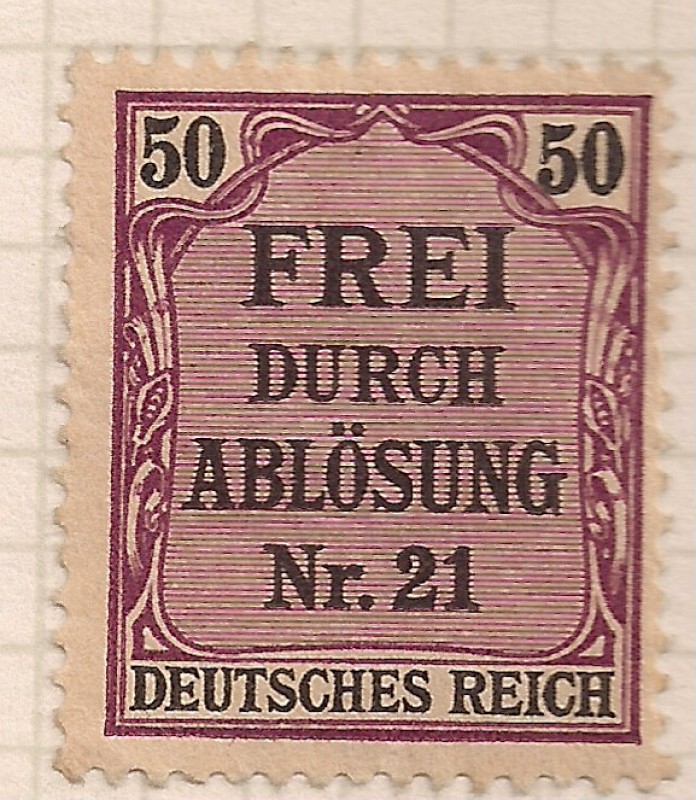 50 50
FREI
DURCH
ABLÖSUNG
Nr. 21
DEUTSCHES REICH